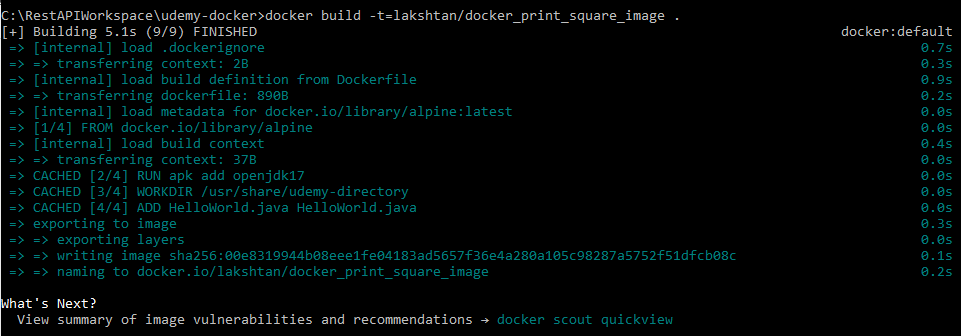 C:\RestAPIWorkspace\udemy-docker>docker build -t=lakshtan/docker_print_square_image .
[+] Building 5.1s (9/9) FINISHED docker:default
=> [internal] load .dockerignore 0.7s
=> => transferring context: 2B 0.3s
=> [internal] load build definition from Dockerfile 0.9s
=> => transferring dockerfile: 890B 0.2s
=> [internal] load metadata for docker.io/library/alpine:latest 0.0s
=> [1/4] FROM docker.io/library/alpine 0.0s
=> [internal] load build context 0.4s
=> => transferring context: 37B 0.0s
=> CACHED [2/4] RUN apk add openjdk17 0.0s
=> CACHED [3/4] WORKDIR /usr/share/udemy-directory 0.0s
=> CACHED [4/4] ADD HelloWorld.java HelloWorld.java 0.0s
=> exporting to image 0.3s
=> => exporting layers 0.0s
=> => writing image sha256:00e8319944b08eee1fe04183ad5657f36e4a280a105c98287a5752f51dfcb08c 0.1s
=> => naming to docker.io/lakshtan/docker_print_square_image 0.2s
What's Next?
View summary of image vulnerabilities and recommendations → docker scout quickview